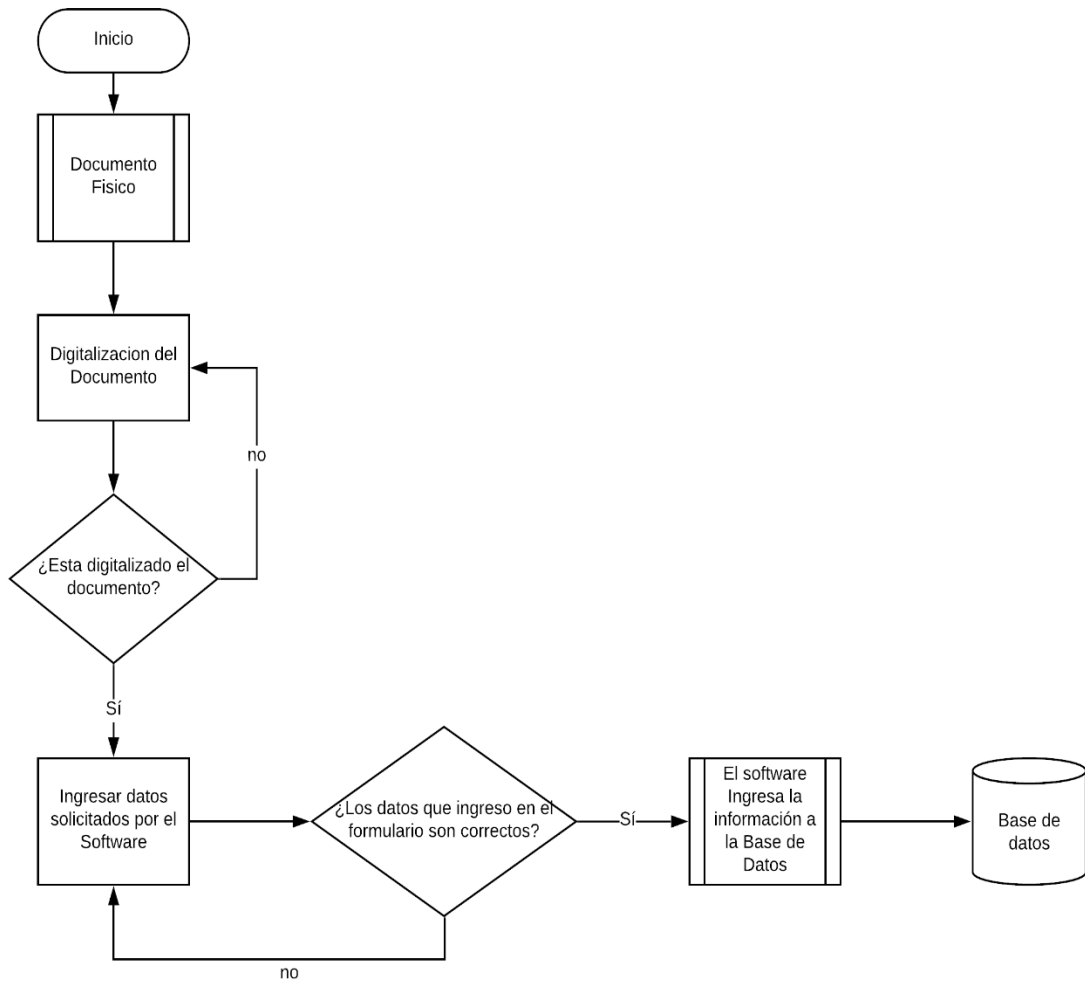 Inicio
Documento
Fisico
Digitalizacion del
Documento
no
¿Esta digitalizado el
documento?
Sí
Ingresar datos
solicitados por el
Software
¿Los datos que ingreso en el
formulario son correctos?
Sí
El software
Ingresa la
información a
la Base de
Datos
Base de
datos
no